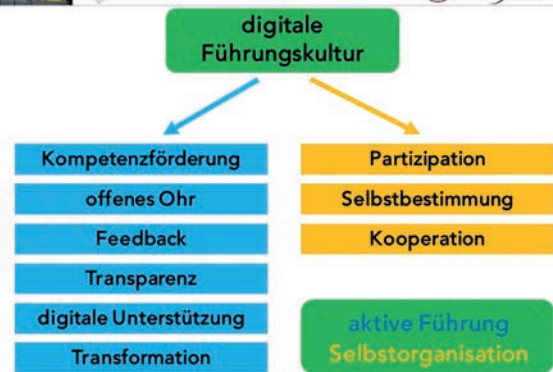 digitale
Führungskultur
Kompetenzförderung
offenes Ohr
Feedback
Transparenz
digitale Unterstützung
Transformation
Partizipation
Selbstbestimmung
Kooperation
aktive Führung
Selbstorganisation